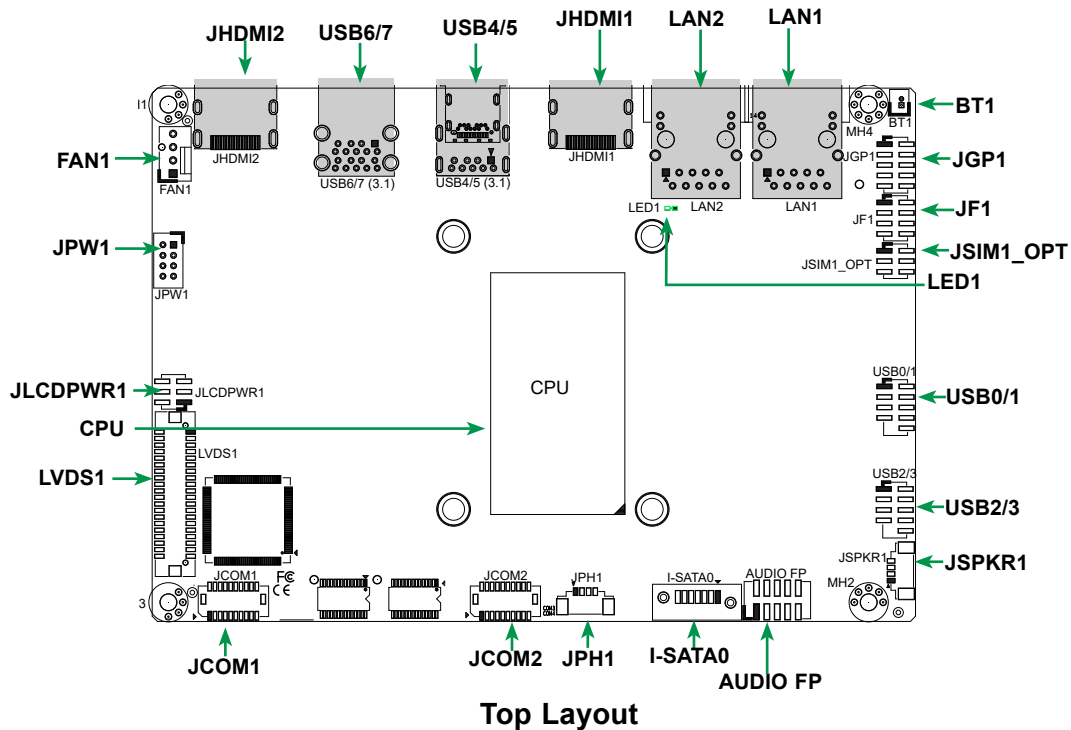 JHDMI2
USB6/7
USB4/5
JHDMI1
LAN2
LAN1
I1
MH4
BT1
BT1
FAN1
FAN1
JHDMI2
USB6/7 (3.1)
USB4/5 (3.1)
JHDMI1
LAN2
LAN1
JGP1
JGP1
LED1
JF1
JF1
JPW1
JPW1
JSIM1_OPT
JSIM1_OPT
LED1
CPU
JLCDPWR1
JLCDPWR1
USB0/1
USB0/1
CPU
LVDS1
LVDS1
USB2/3
USB2/3
JSPKR1
JSPKR1
3
JCOM1
FC
CE
JCOM2
JPH1
I-SATA0
AUDIO FP
MH2
JCOM1
JCOM2
JPH1
I-SATA0
AUDIO FP
Top Layout